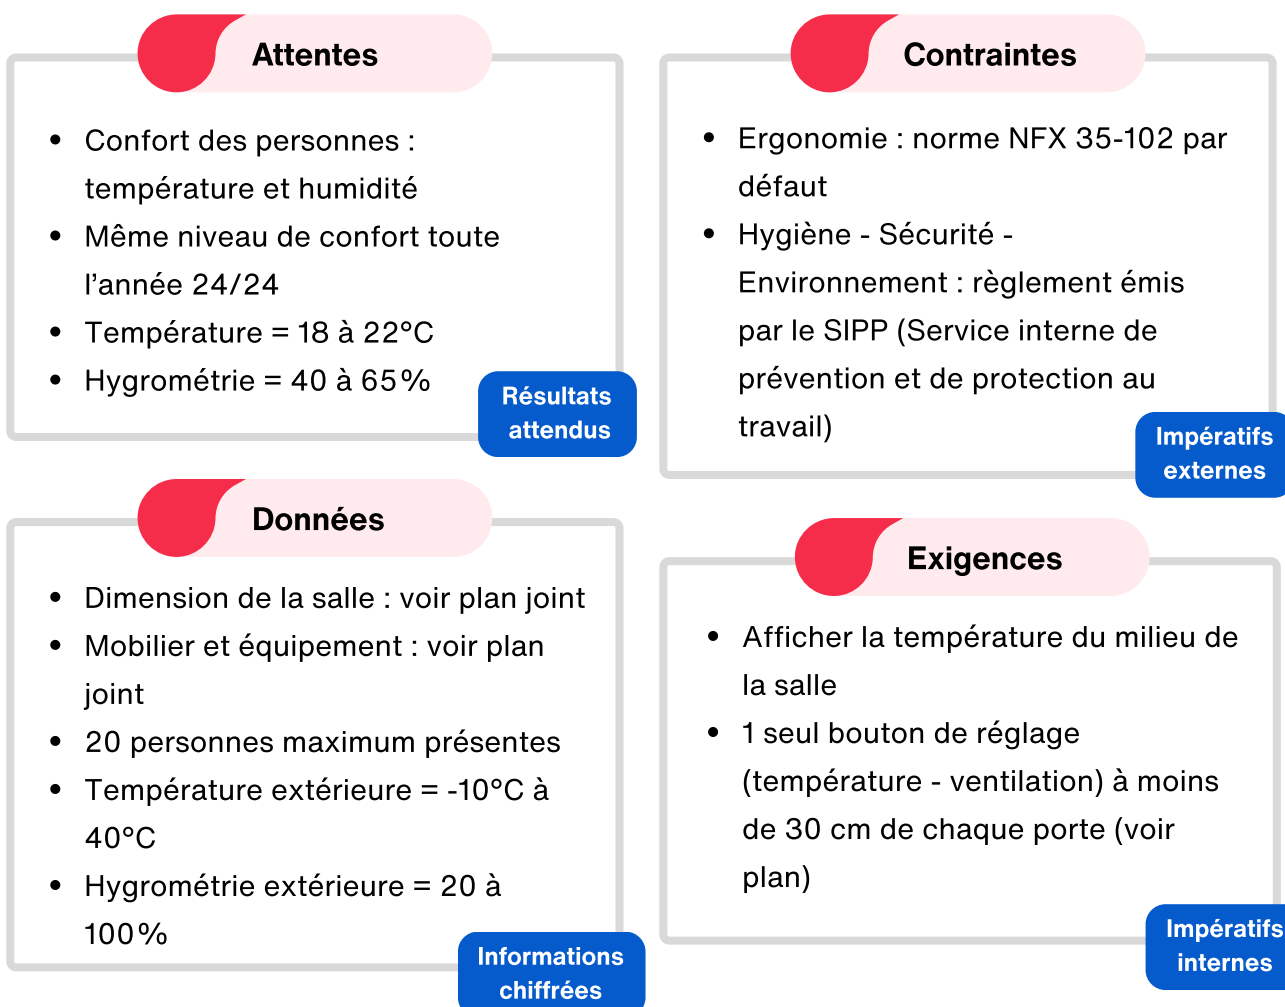 Attentes
• Confort des personnes :
température et humidité
• Même niveau de confort toute
l’année 24/24
• Température = 18 à 22°C
• Hygrométrie = 40 à 65%
Résultats
attendus
Contraintes
• Ergonomie : norme NFX 35-102 par
défaut
• Hygiène - Sécurité -
Environnement : règlement émis
par le SIPP (Service interne de
prévention et de protection au
travail)
Impératifs
externes
Données
• Dimension de la salle : voir plan joint
• Mobilier et équipement : voir plan
joint
• 20 personnes maximum présentes
• Température extérieure = -10°C à
40°C
• Hygrométrie extérieure = 20 à
100%
Informations
chiffrées
Exigences
• Afficher la température du milieu de
la salle
• 1 seul bouton de réglage
(température - ventilation) à moins
de 30 cm de chaque porte (voir
plan)
Impératifs
internes